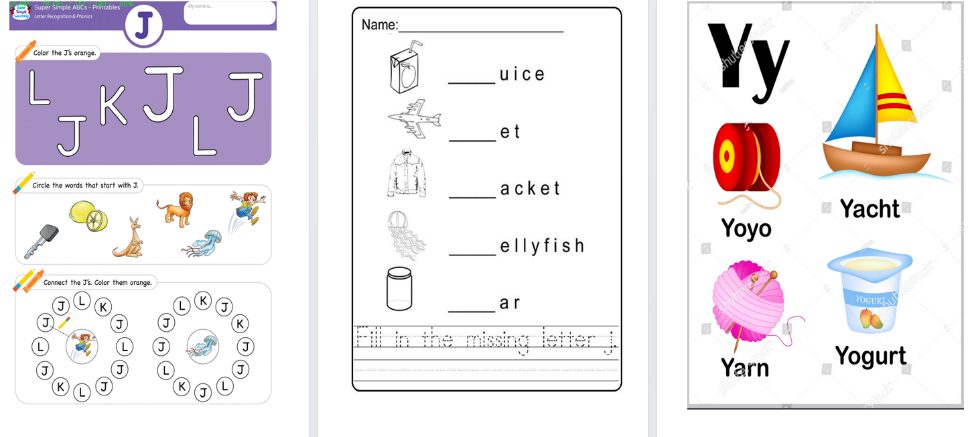 Super Simple ABCs - Printables
Letter Recognition & Phonics
My name is...
J
Color the J's orange.
L K J J
J L
Circle the words that start with J.
Connect the J's. Color them orange.
J L K J L J L K J K J L
J L K J L K J L K J L J
Name:
uice
et
acket
ellyfish
ar
Fill in the missing letter j.
Yy
Yoyo
Yacht
YOGURT
Yarn
Yogurt